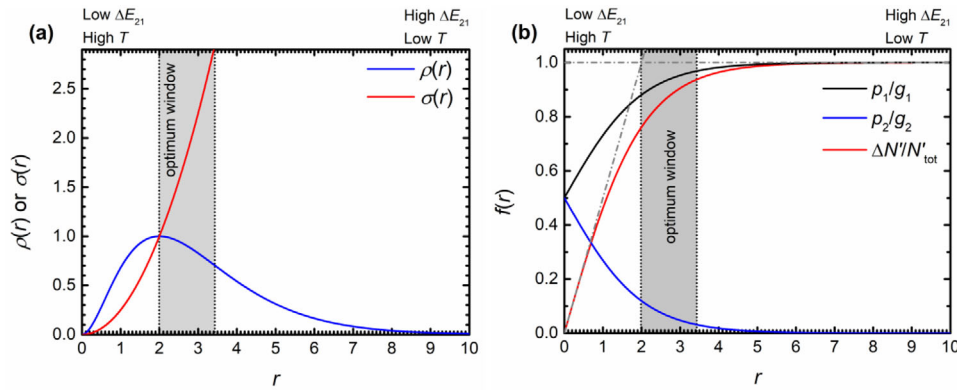 Low ΔE21
High T
High ΔE21
Low T
(a)
ρ(r)
σ(r)
optimum window
ρ(r) or σ(r)
2.5
2.0
1.5
1.0
0.5
0.0
0 1 2 3 4 5 6 7 8 9 10
r
Low ΔE21
High T
High ΔE21
Low T
(b)
p1/g1
p2/g2
ΔN'/N'tot
optimum window
f(r)
1.0
0.8
0.6
0.4
0.2
0.0
0 1 2 3 4 5 6 7 8 9 10
r